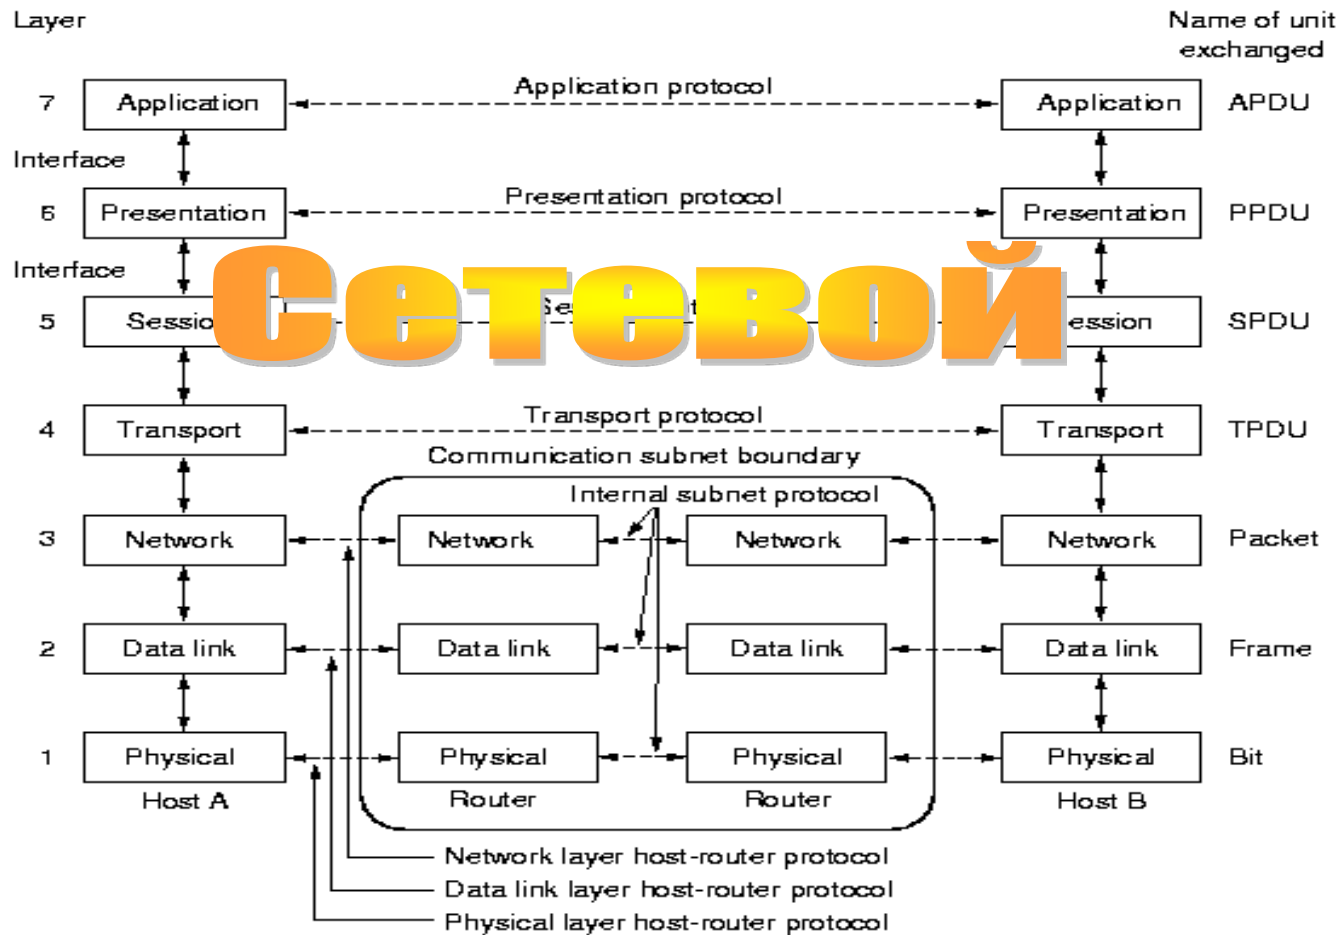 Layer
Name of unit
exchanged
7 Application Application protocol Application APDU
Interface
6 Presentation Presentation protocol Presentation PPDU
Interface
Сетевой
5 SPDU
4 Transport Transport protocol Transport TPDU
Communication subnet boundary
Internal subnet protocol
3 Network Network Network Network Packet
2 Data link Data link Data link Data link Frame
1 Physical Physical Physical Physical Bit
Host A Router Router Host B
Network layer host-router protocol
Data link layer host-router protocol
Physical layer host-router protocol